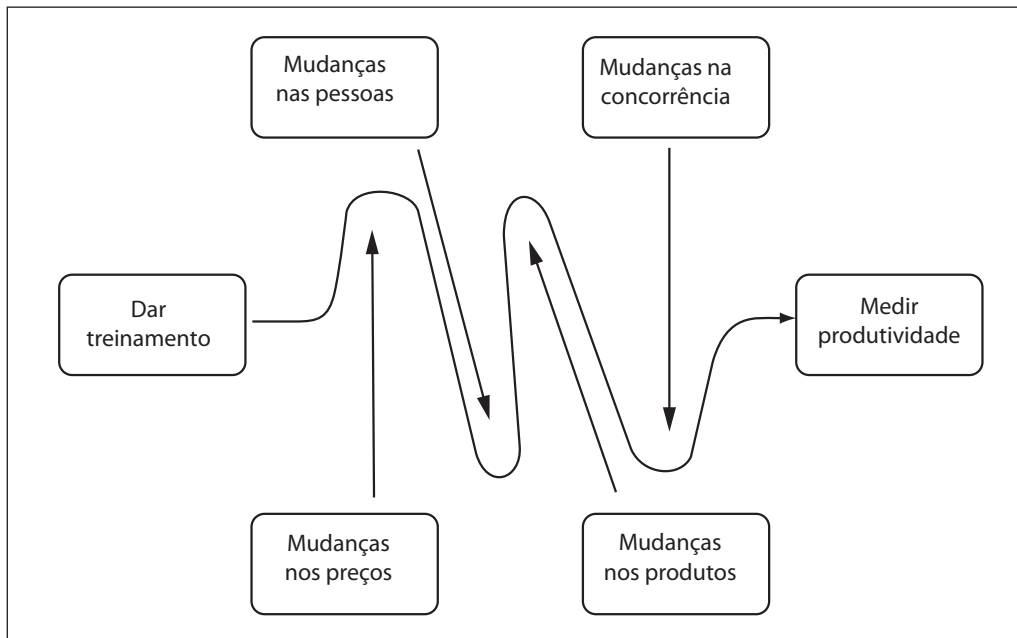 Mudanças
nas pessoas
Mudanças na
concorrência
Dar
treinamento
Medir
produtividade
Mudanças
nos preços
Mudanças
nos produtos